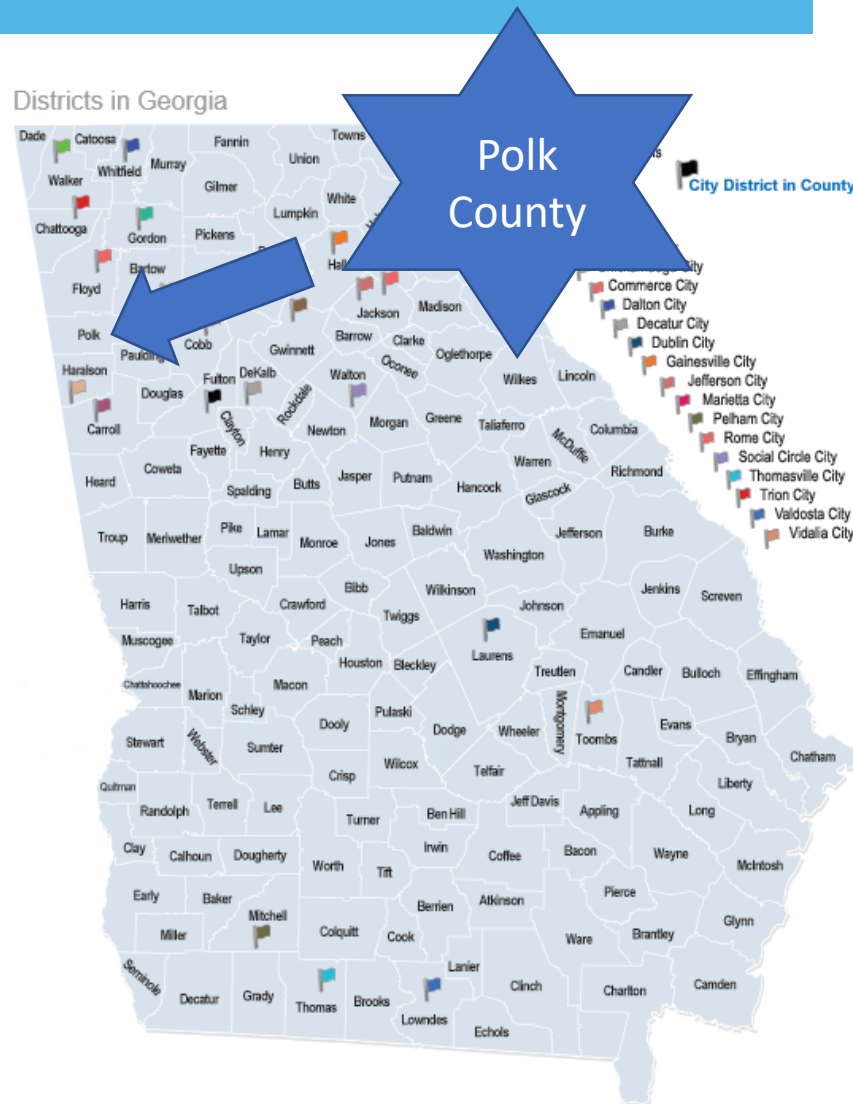 Districts in Georgia
Polk
County
City District in County
Commerce City
Dalton City
Decatur City
Dublin City
Gainesville City
Jefferson City
Marietta City
Pelham City
Rome City
Social Circle City
Thomasville City
Trion City
Valdosta City
Vidalia City
Dade
Catoosa
Fannin
Towns
Union
Whitfield
Murray
Walker
Gilmer
White
Lumpkin
Chattooga
Gordon
Pickens
Bartow
Floyd
Jackson
Madison
Polk
Paulding
Cobb
Gwinnett
Barrow
Clarke
Oconee
Oglethorpe
Haralson
Douglas
Fulton
DeKalb
Rockdale
Walton
Wilkes
Lincoln
Carroll
Clayton
Newton
Morgan
Greene
Taliaferro
McDuffie
Columbia
Fayette
Henry
Coweta
Heard
Spalding
Butts
Jasper
Putnam
Hancock
Warren
Glascock
Richmond
Troup
Meriwether
Pike
Lamar
Monroe
Jones
Baldwin
Washington
Jefferson
Burke
Upson
Bibb
Wilkinson
Jenkins
Screven
Harris
Talbot
Crawford
Twiggs
Johnson
Emanuel
Muscogee
Taylor
Peach
Houston
Bleckley
Laurens
Treutlen
Candler
Bulloch
Effingham
Chattahoochee
Marion
Macon
Schley
Dooly
Pulaski
Dodge
Wheeler
Montgomery
Toombs
Evans
Bryan
Tattnall
Chatham
Stewart
Webster
Sumter
Crisp
Wilcox
Telfair
Liberty
Quitman
Randolph
Terrell
Lee
Turner
Ben Hill
Jeff Davis
Appling
Long
Clay
Calhoun
Dougherty
Worth
Tift
Irwin
Coffee
Bacon
Wayne
McIntosh
Early
Baker
Mitchell
Berrien
Atkinson
Pierce
Glynn
Miller
Colquitt
Cook
Ware
Brantley
Seminole
Decatur
Grady
Thomas
Brooks
Lanier
Lowndes
Clinch
Charlton
Camden
Echols